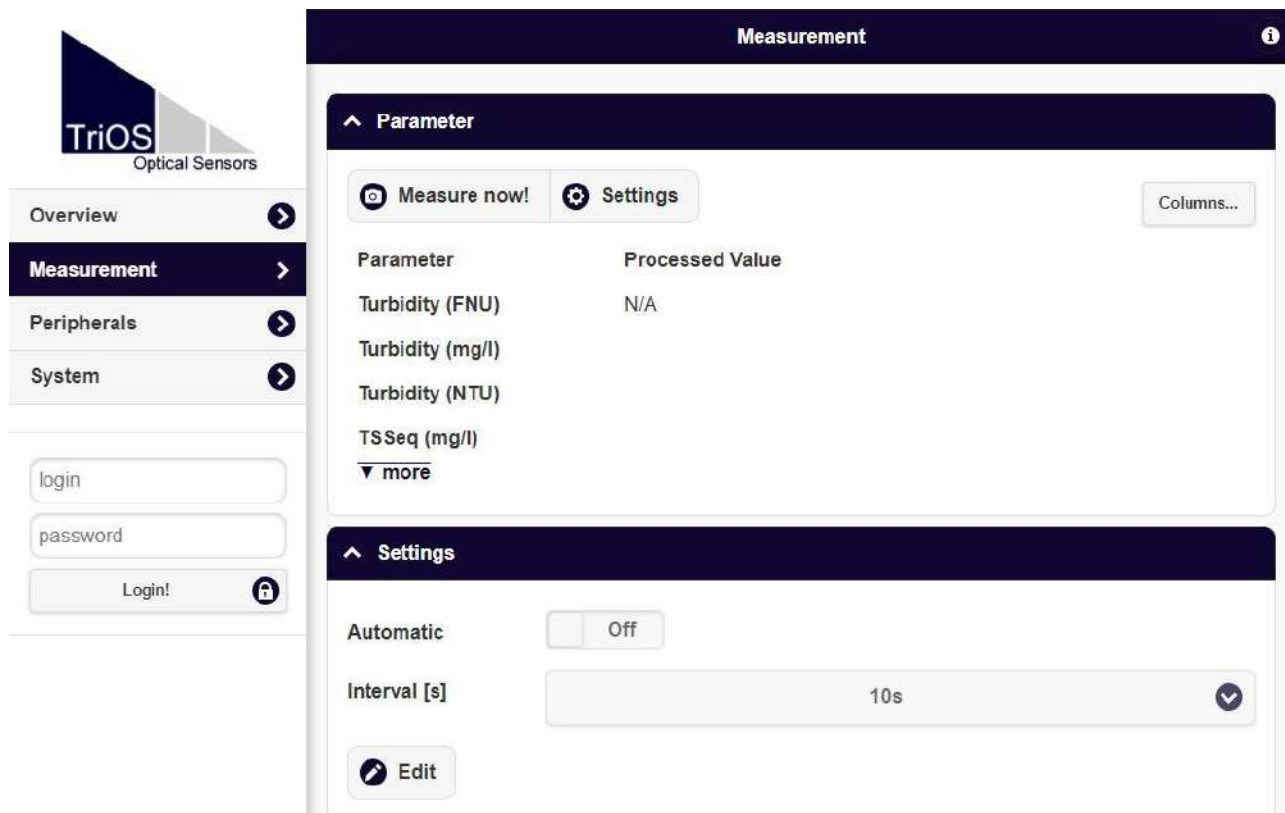 TriOS
Optical Sensors
Overview
Measurement
Peripherals
System
login
password
Login!
Measurement
Parameter
Measure now! Settings Columns...
Parameter Processed Value
Turbidity (FNU) N/A
Turbidity (mg/l)
Turbidity (NTU)
TSSeq (mg/l)
▼ more
Settings
Automatic Off
Interval [s] 10s
Edit